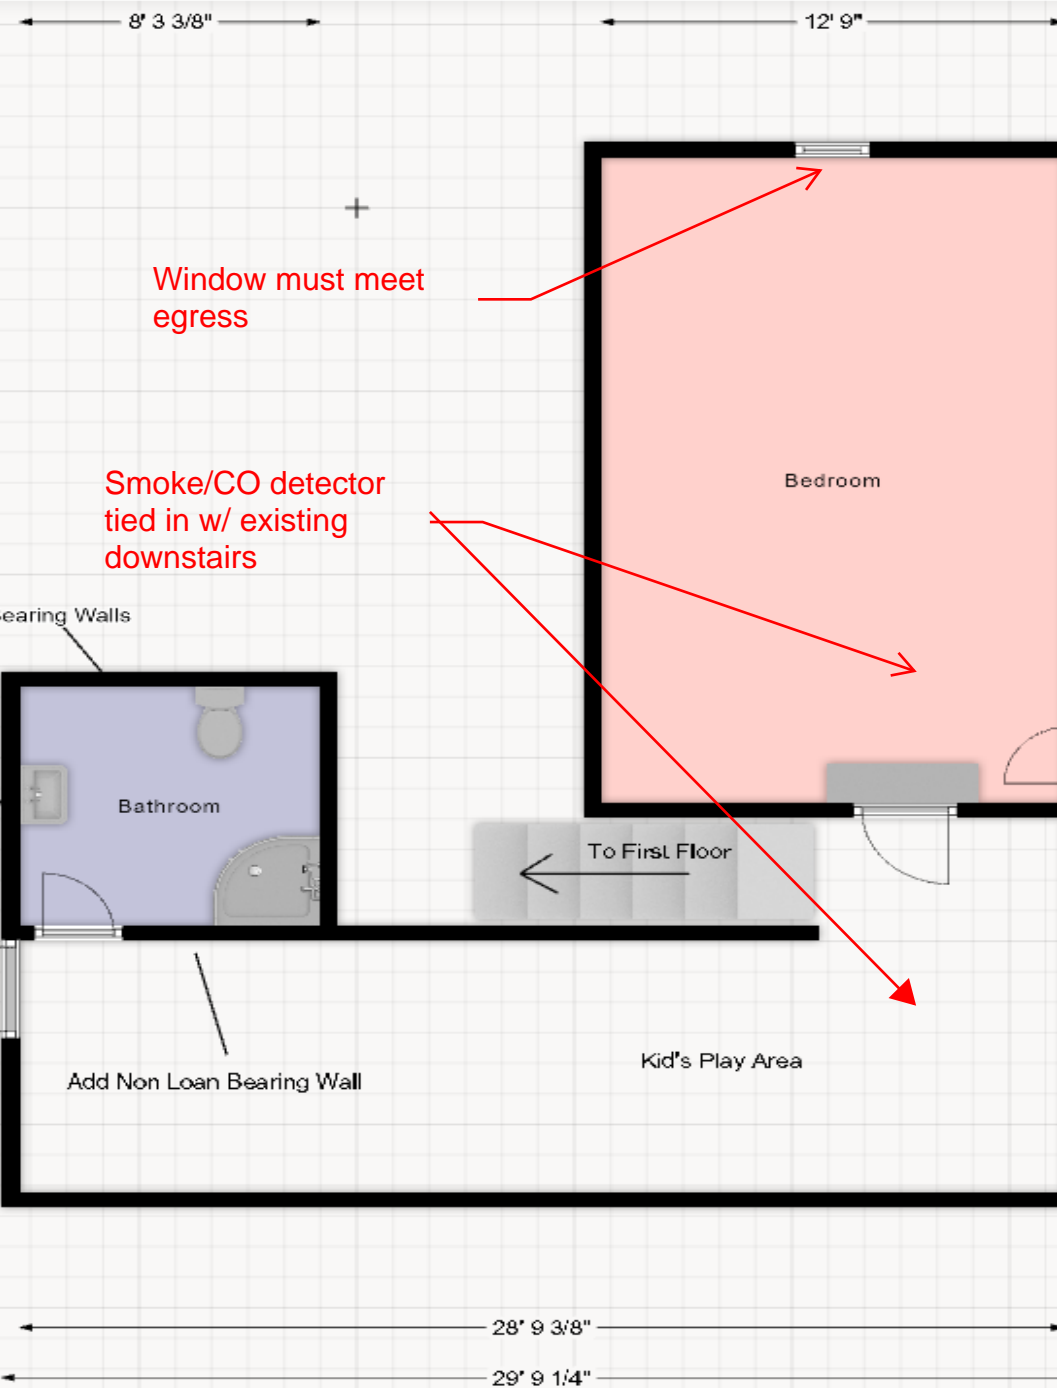 8' 3 3/8"
12' 9"
Window must meet
egress
Smoke/CO detector
tied in w/ existing
downstairs
Bedroom
Bearing Walls
Bathroom
To First Floor
Kid's Play Area
Add Non Loan Bearing Wall
28' 9 3/8"
29' 9 1/4"